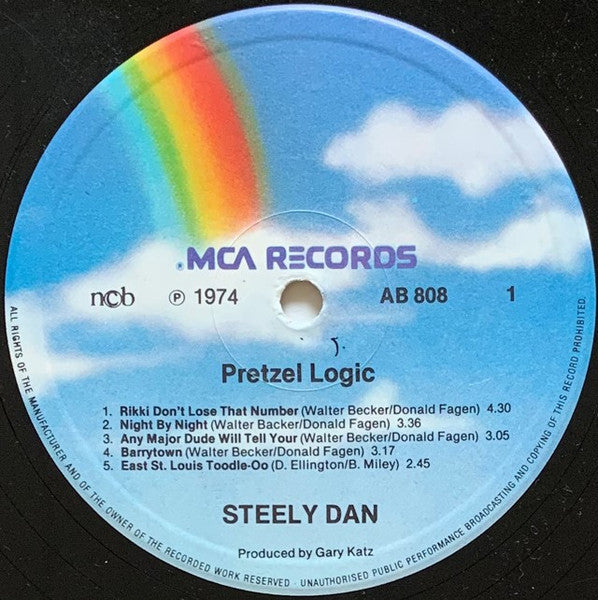 MCA RECORDS
ncb ℗ 1974 AB 808 1
Pretzel Logic
1. Rikki Don't Lose That Number (Walter Becker/Donald Fagen) 4.30
2. Night By Night (Walter Backer/Donald Fagen) 3.36
3. Any Major Dude Will Tell Your (Walter Becker/Donald Fagen) 3.05
4. Barrytown (Walter Becker/Donald Fagen) 3.17
5. East St. Louis Toodle-Oo (D. Ellington/B. Miley) 2.45
STEELY DAN
Produced by Gary Katz
ALL RIGHTS OF THE MANUFACTURER AND OF THE OWNER OF THE RECORDED WORK RESERVED · UNAUTHORISED PUBLIC PERFORMANCE BROADCASTING AND COPYING OF THIS RECORD PROHIBITED.